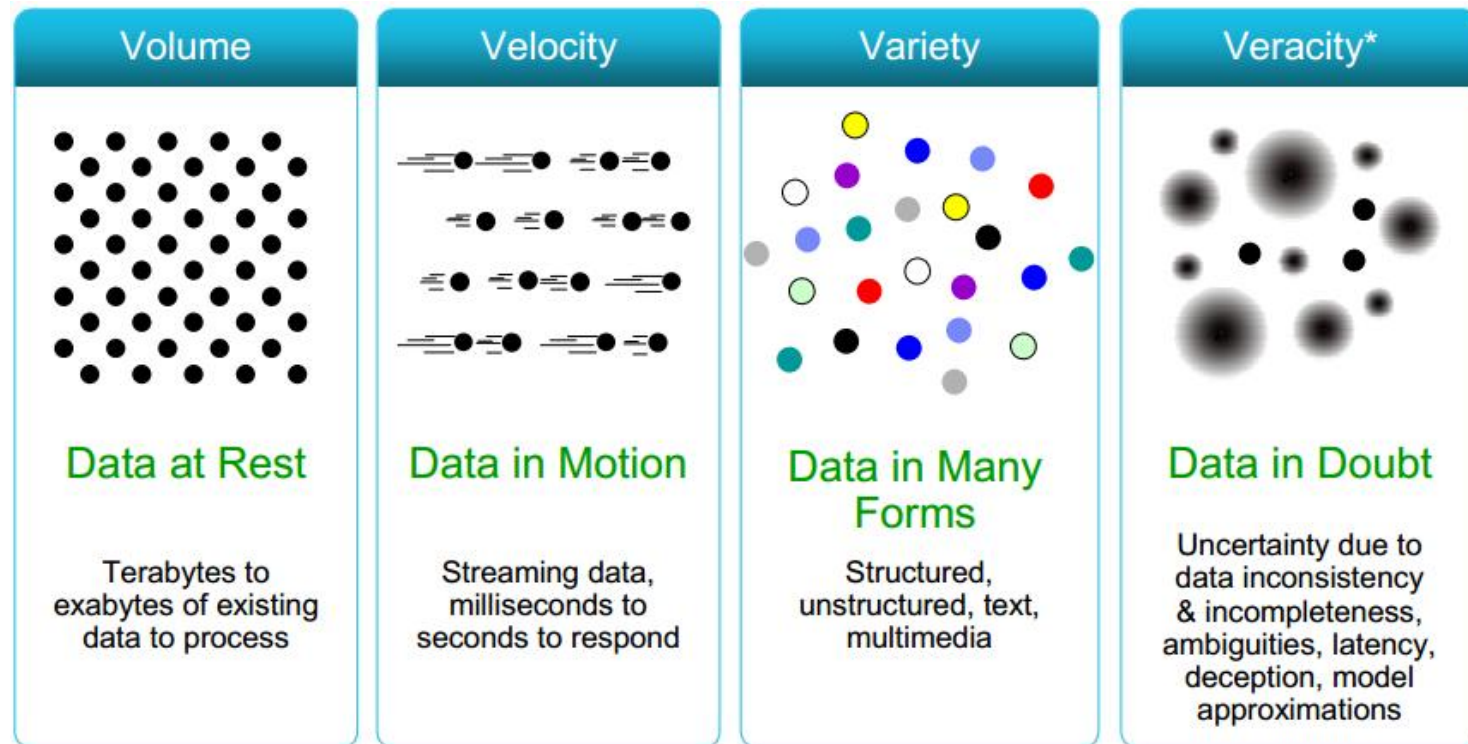 Volume
Data at Rest
Terabytes to
exabytes of existing
data to process
Velocity
Data in Motion
Streaming data,
milliseconds to
seconds to respond
Variety
Data in Many
Forms
Structured,
unstructured, text,
multimedia
Veracity*
Data in Doubt
Uncertainty due to
data inconsistency
& incompleteness,
ambiguities, latency,
deception, model
approximations